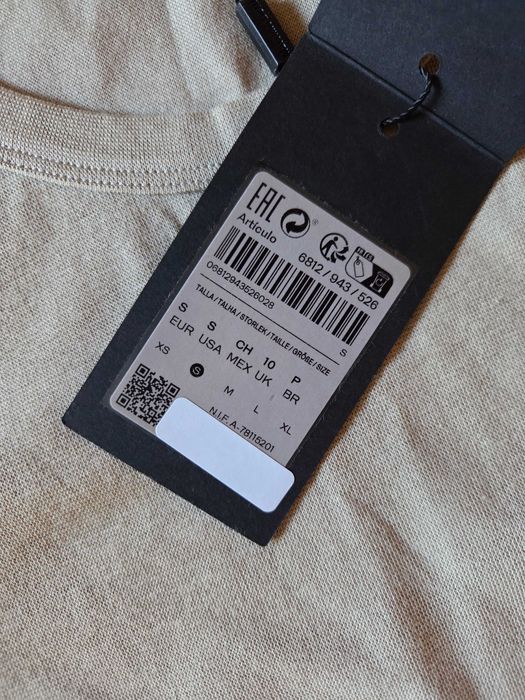 EAC
Artículo 6812/943/526
06812943526028 S
TALLA/TALHA/STORLEK/TAILLE/GRÖßE/SIZE
S S CH 10 P
EUR USA MEX UK BR
XS S M L XL
N.I.F. A-78115201